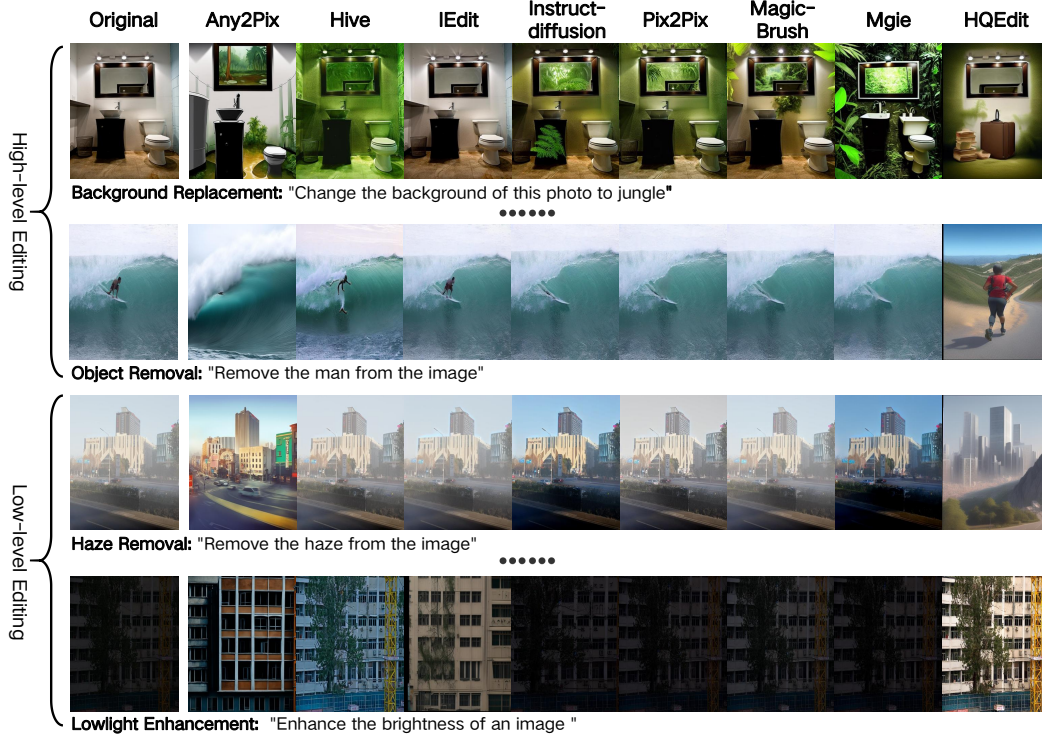 Original Any2Pix Hive IEdit Instruct-diffusion Pix2Pix Magic-Brush Mgie HQEdit
High-level Editing
Background Replacement: "Change the background of this photo to jungle"
Object Removal: "Remove the man from the image"
Low-level Editing
Haze Removal: "Remove the haze from the image"
Lowlight Enhancement: "Enhance the brightness of an image "